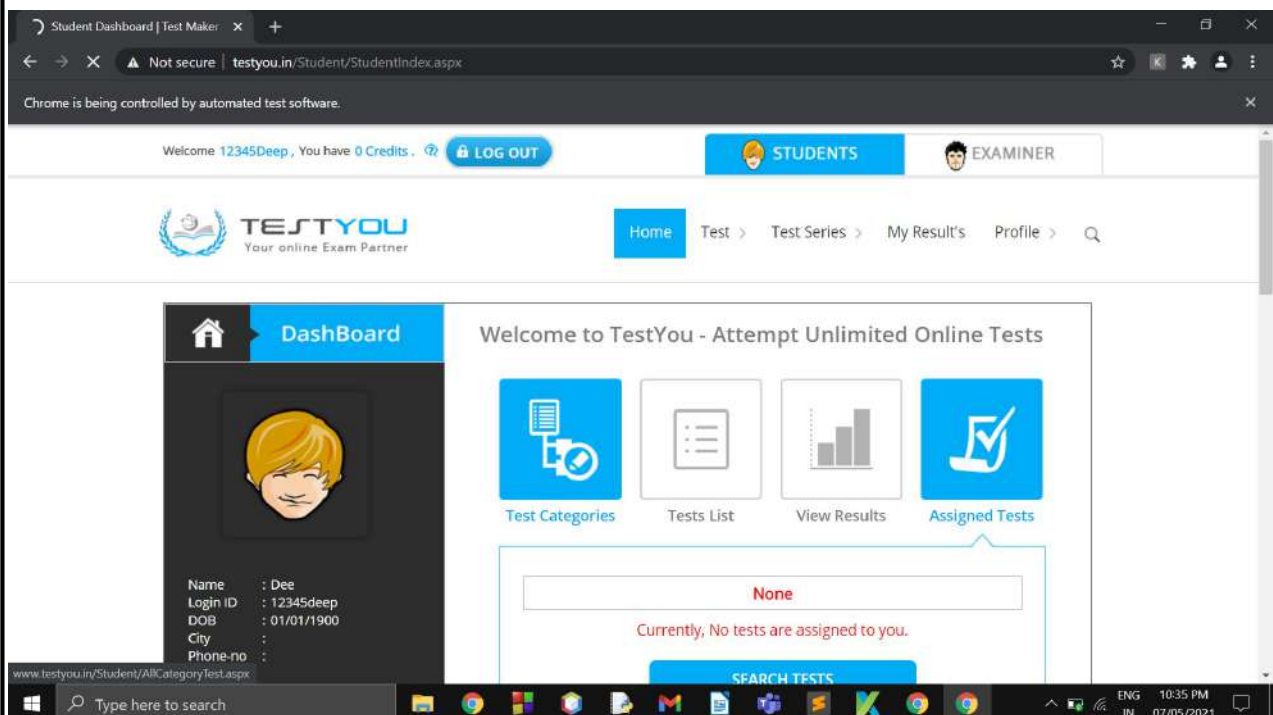 Student Dashboard | Test Maker
Not secure | testyou.in/Student/StudentIndex.aspx
Chrome is being controlled by automated test software.
Welcome 12345Deep , You have 0 Credits . LOG OUT
STUDENTS
EXAMINER
TESTYOU
Your online Exam Partner
Home
Test >
Test Series >
My Result's
Profile >
DashBoard
Welcome to TestYou - Attempt Unlimited Online Tests
Test Categories
Tests List
View Results
Assigned Tests
None
Currently, No tests are assigned to you.
SEARCH TESTS
Name : Dee
Login ID : 12345deep
DOB : 01/01/1900
City :
Phone-no :
www.testyou.in/Student/AllCategoryTest.aspx
Type here to search
ENG
IN
10:35 PM
07/05/2021